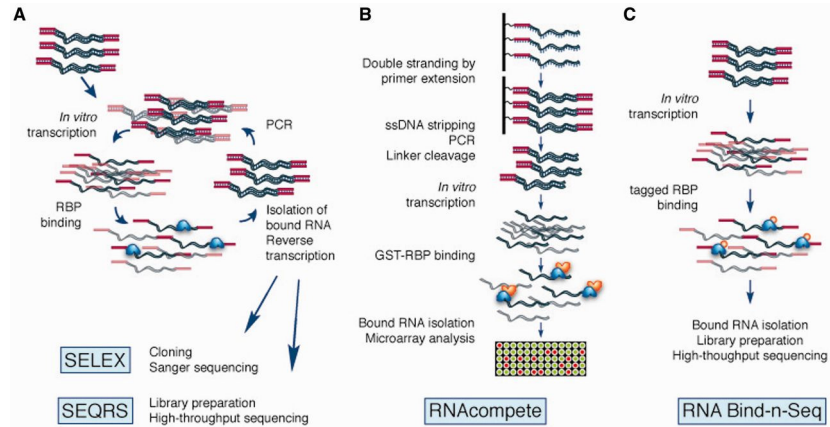 A
In vitro
transcription
PCR
RBP
binding
Isolation of
bound RNA
Reverse
transcription
SELEX
Cloning
Sanger sequencing
SEQRS
Library preparation
High-throughput sequencing
B
Double stranding by
primer extension
ssDNA stripping
PCR
Linker cleavage
In vitro
transcription
GST-RBP binding
Bound RNA isolation
Microarray analysis
RNAcompete
C
In vitro
transcription
tagged RBP
binding
Bound RNA isolation
Library preparation
High-thoughput sequencing
RNA Bind-n-Seq